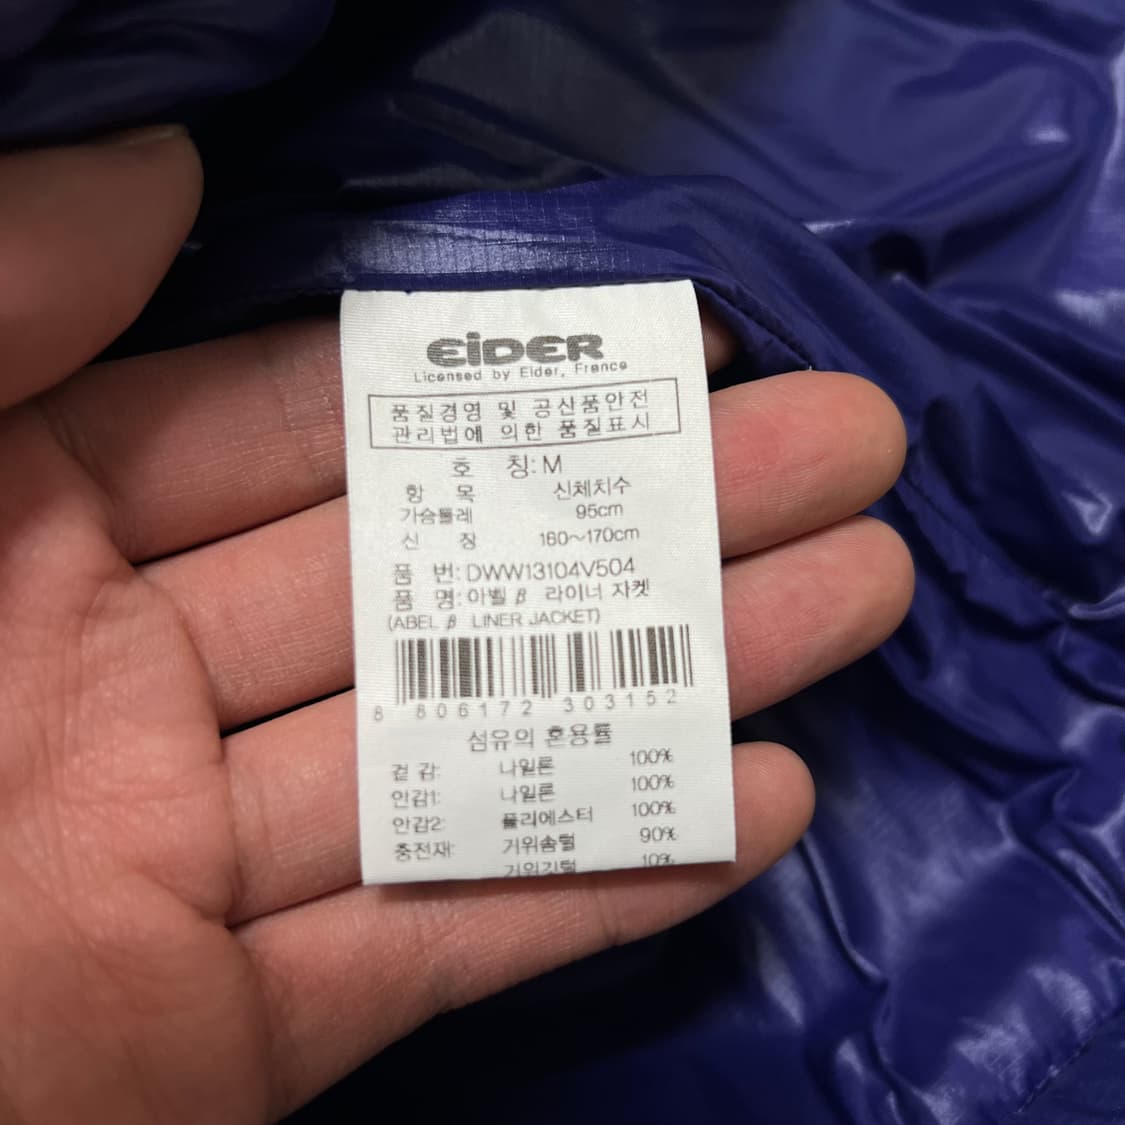 EiDER
Licensed by Eider, France
품질경영 및 공산품안전
관리법에 의한 품질표시
호 칭: M
항 목 신체치수
가슴둘레 95cm
신 장 160~170cm
품 번: DWW13104V504
품 명: 아벨 β 라이너 자켓
(ABEL β LINER JACKET)
8 806172 303152
섬유의 혼용률
겉 감: 나일론 100%
안감1: 나일론 100%
안감2: 폴리에스터 100%
충전재: 거위솜털 90%
거위깃털 10%